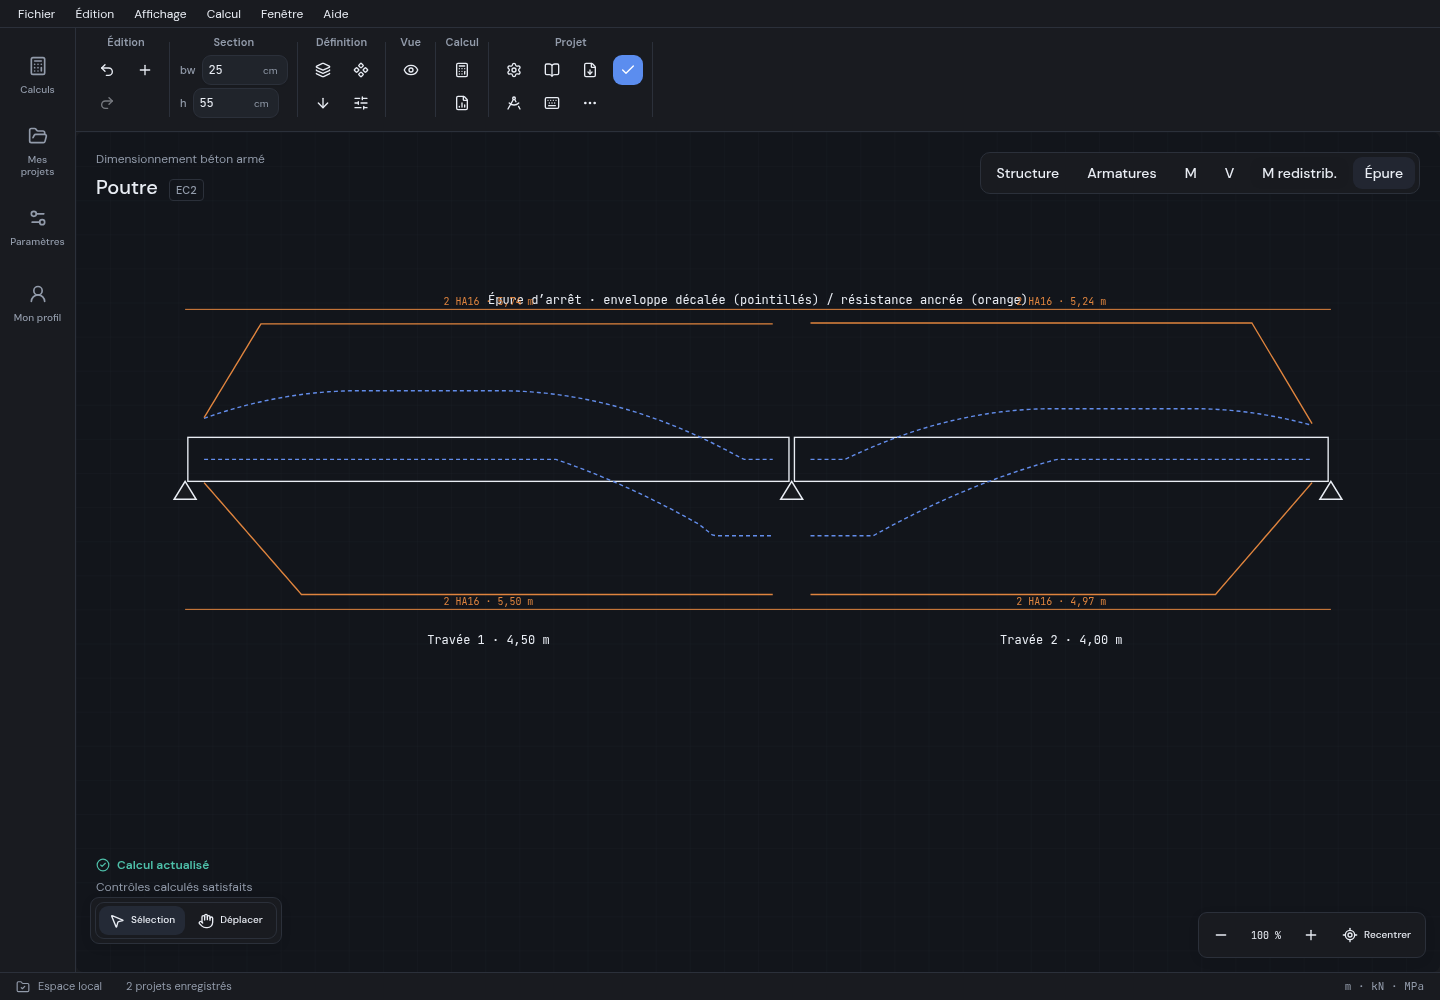 Fichier Édition Affichage Calcul Fenêtre Aide
Édition Section Définition Vue Calcul Projet
bw 25 cm
h 55 cm
Calculs
Mes
projets
Paramètres
Mon profil
Dimensionnement béton armé
Poutre EC2
Structure Armatures M V M redistrib. Épure
Épure d’arrêt · enveloppe décalée (pointillés) / résistance ancrée (orange)
2 HA16 · m
HA16 · 5,24 m
2 HA16 · 5,50 m
2 HA16 · 4,97 m
Travée 1 · 4,50 m
Travée 2 · 4,00 m
Calcul actualisé
Contrôles calculés satisfaits
Sélection Déplacer
100 % Recentrer
Espace local 2 projets enregistrés m · kN · MPa